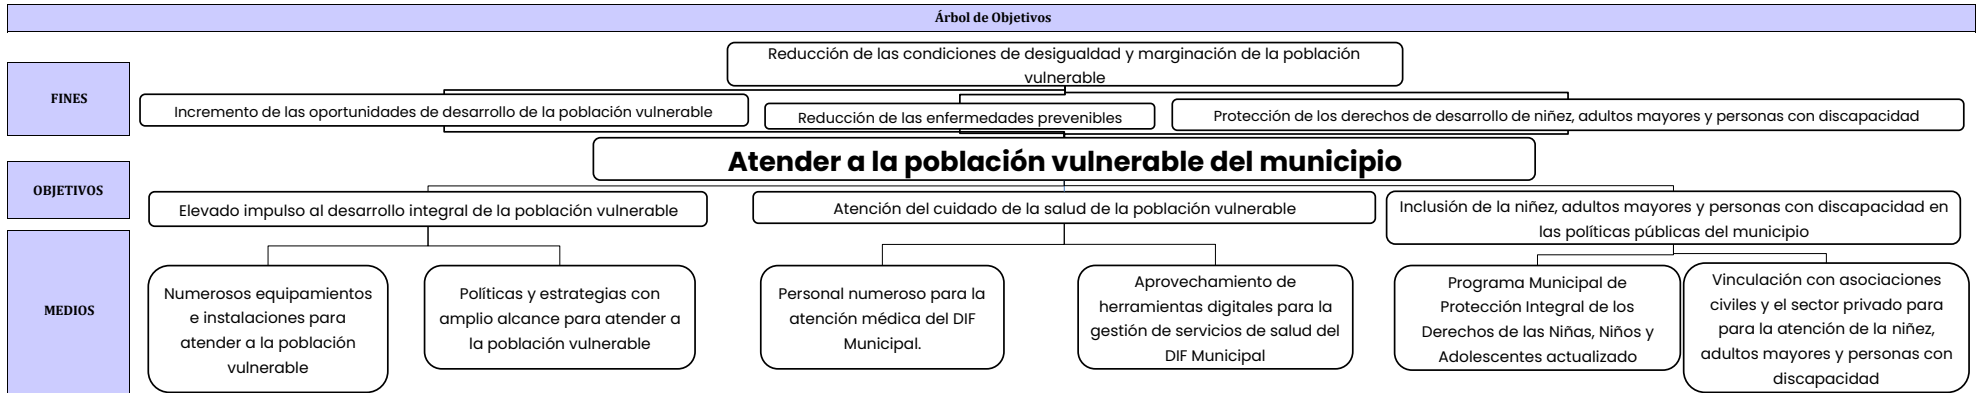 Árbol de Objetivos
FINES
Reducción de las condiciones de desigualdad y marginación de la población
vulnerable
Incremento de las oportunidades de desarrollo de la población vulnerable
Reducción de las enfermedades prevenibles
Protección de los derechos de desarrollo de niñez, adultos mayores y personas con discapacidad
OBJETIVOS
Atender a la población vulnerable del municipio
Elevado impulso al desarrollo integral de la población vulnerable
Atención del cuidado de la salud de la población vulnerable
Inclusión de la niñez, adultos mayores y personas con discapacidad en
las políticas públicas del municipio
MEDIOS
Numerosos equipamientos
e instalaciones para
atender a la población
vulnerable
Políticas y estrategias con
amplio alcance para atender a
la población vulnerable
Personal numeroso para la
atención médica del DIF
Municipal.
Aprovechamiento de
herramientas digitales para la
gestión de servicios de salud del
DIF Municipal
Programa Municipal de
Protección Integral de los
Derechos de las Niñas, Niños y
Adolescentes actualizado
Vinculación con asociaciones
civiles y el sector privado para
para la atención de la niñez,
adultos mayores y personas con
discapacidad